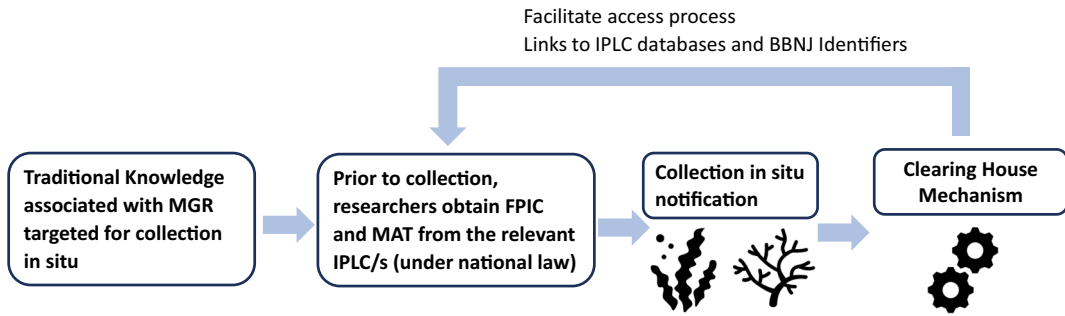 Facilitate access process
Links to IPLC databases and BBNJ Identifiers
Traditional Knowledge
associated with MGR
targeted for collection
in situ
Prior to collection,
researchers obtain FPIC
and MAT from the relevant
IPLC/s (under national law)
Collection in situ
notification
Clearing House
Mechanism